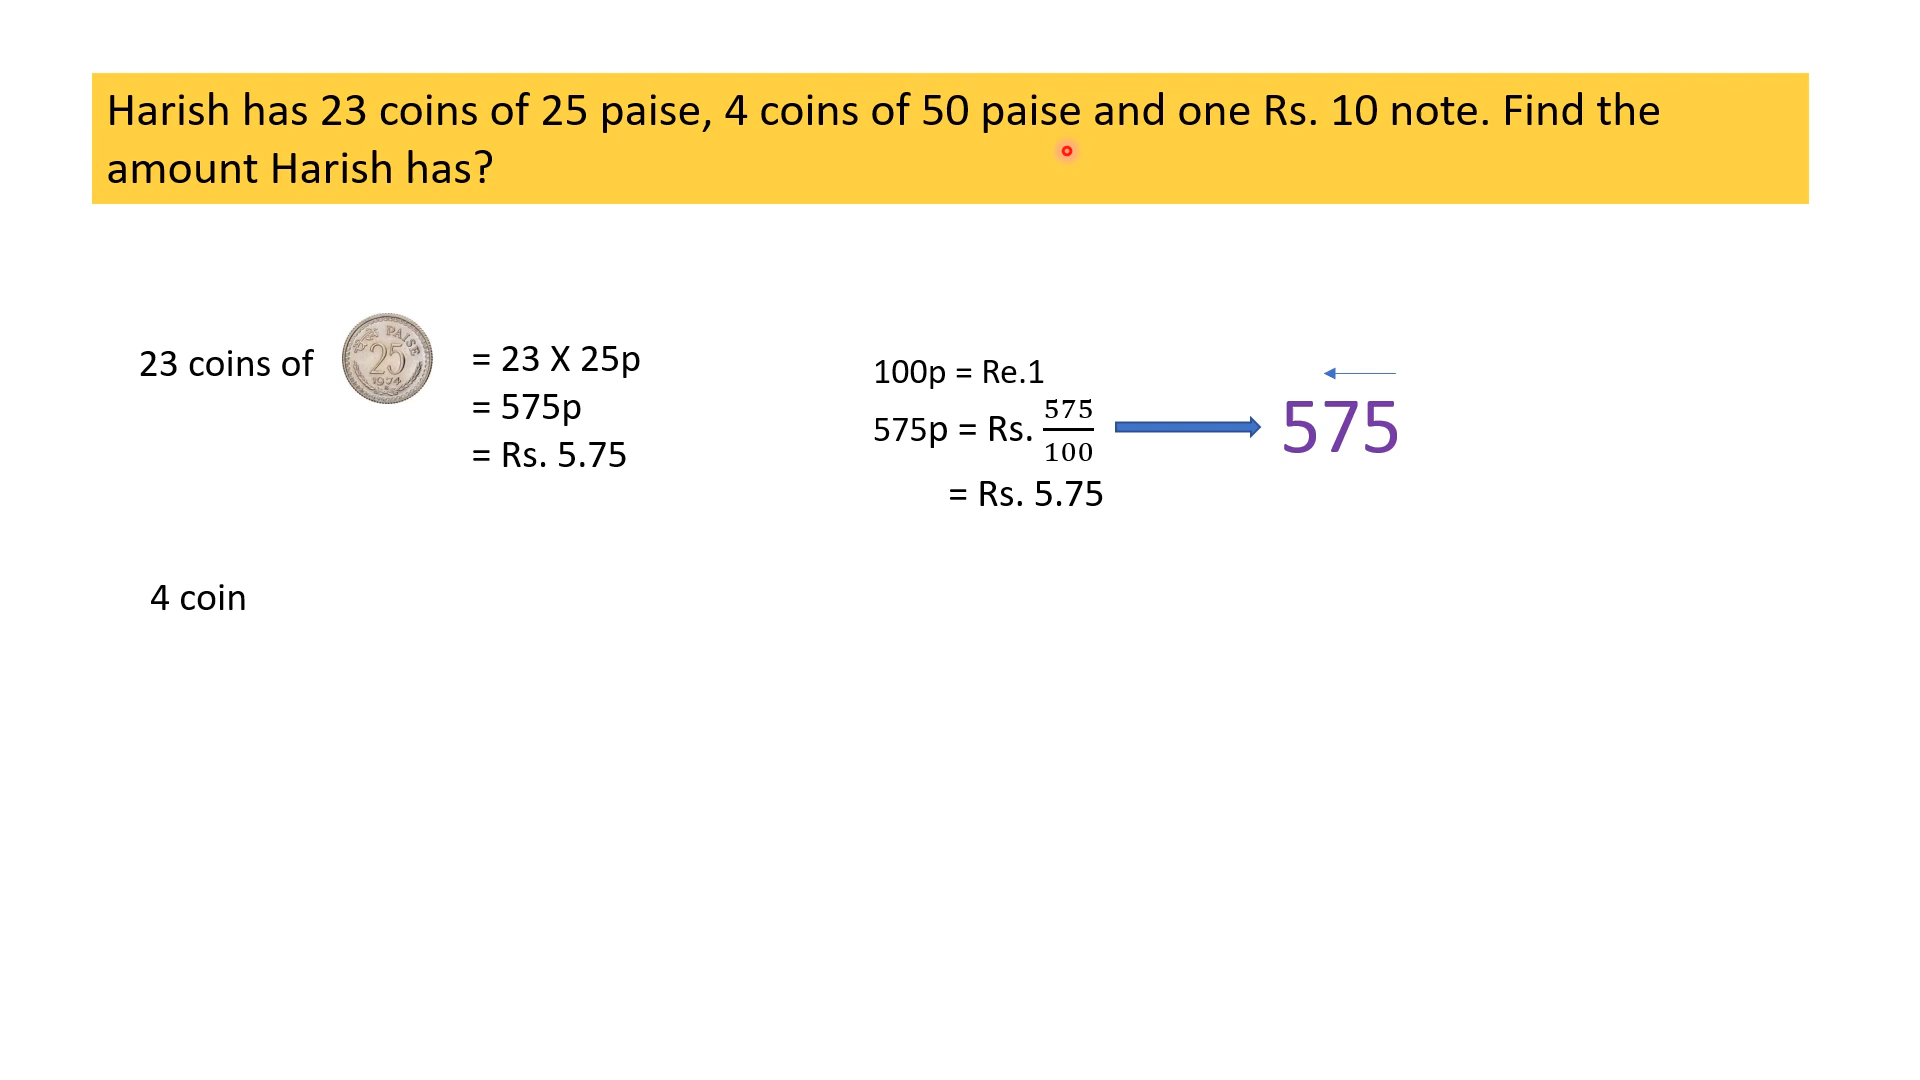 Harish has 23 coins of 25 paise, 4 coins of 50 paise and one Rs. 10 note. Find the
amount Harish has?
23 coins of
PAISE
25
1974
= 23 X 25p
= 575p
= Rs. 5.75
100p = Re.1
575p = Rs. 575/100
= Rs. 5.75
575
4 coin